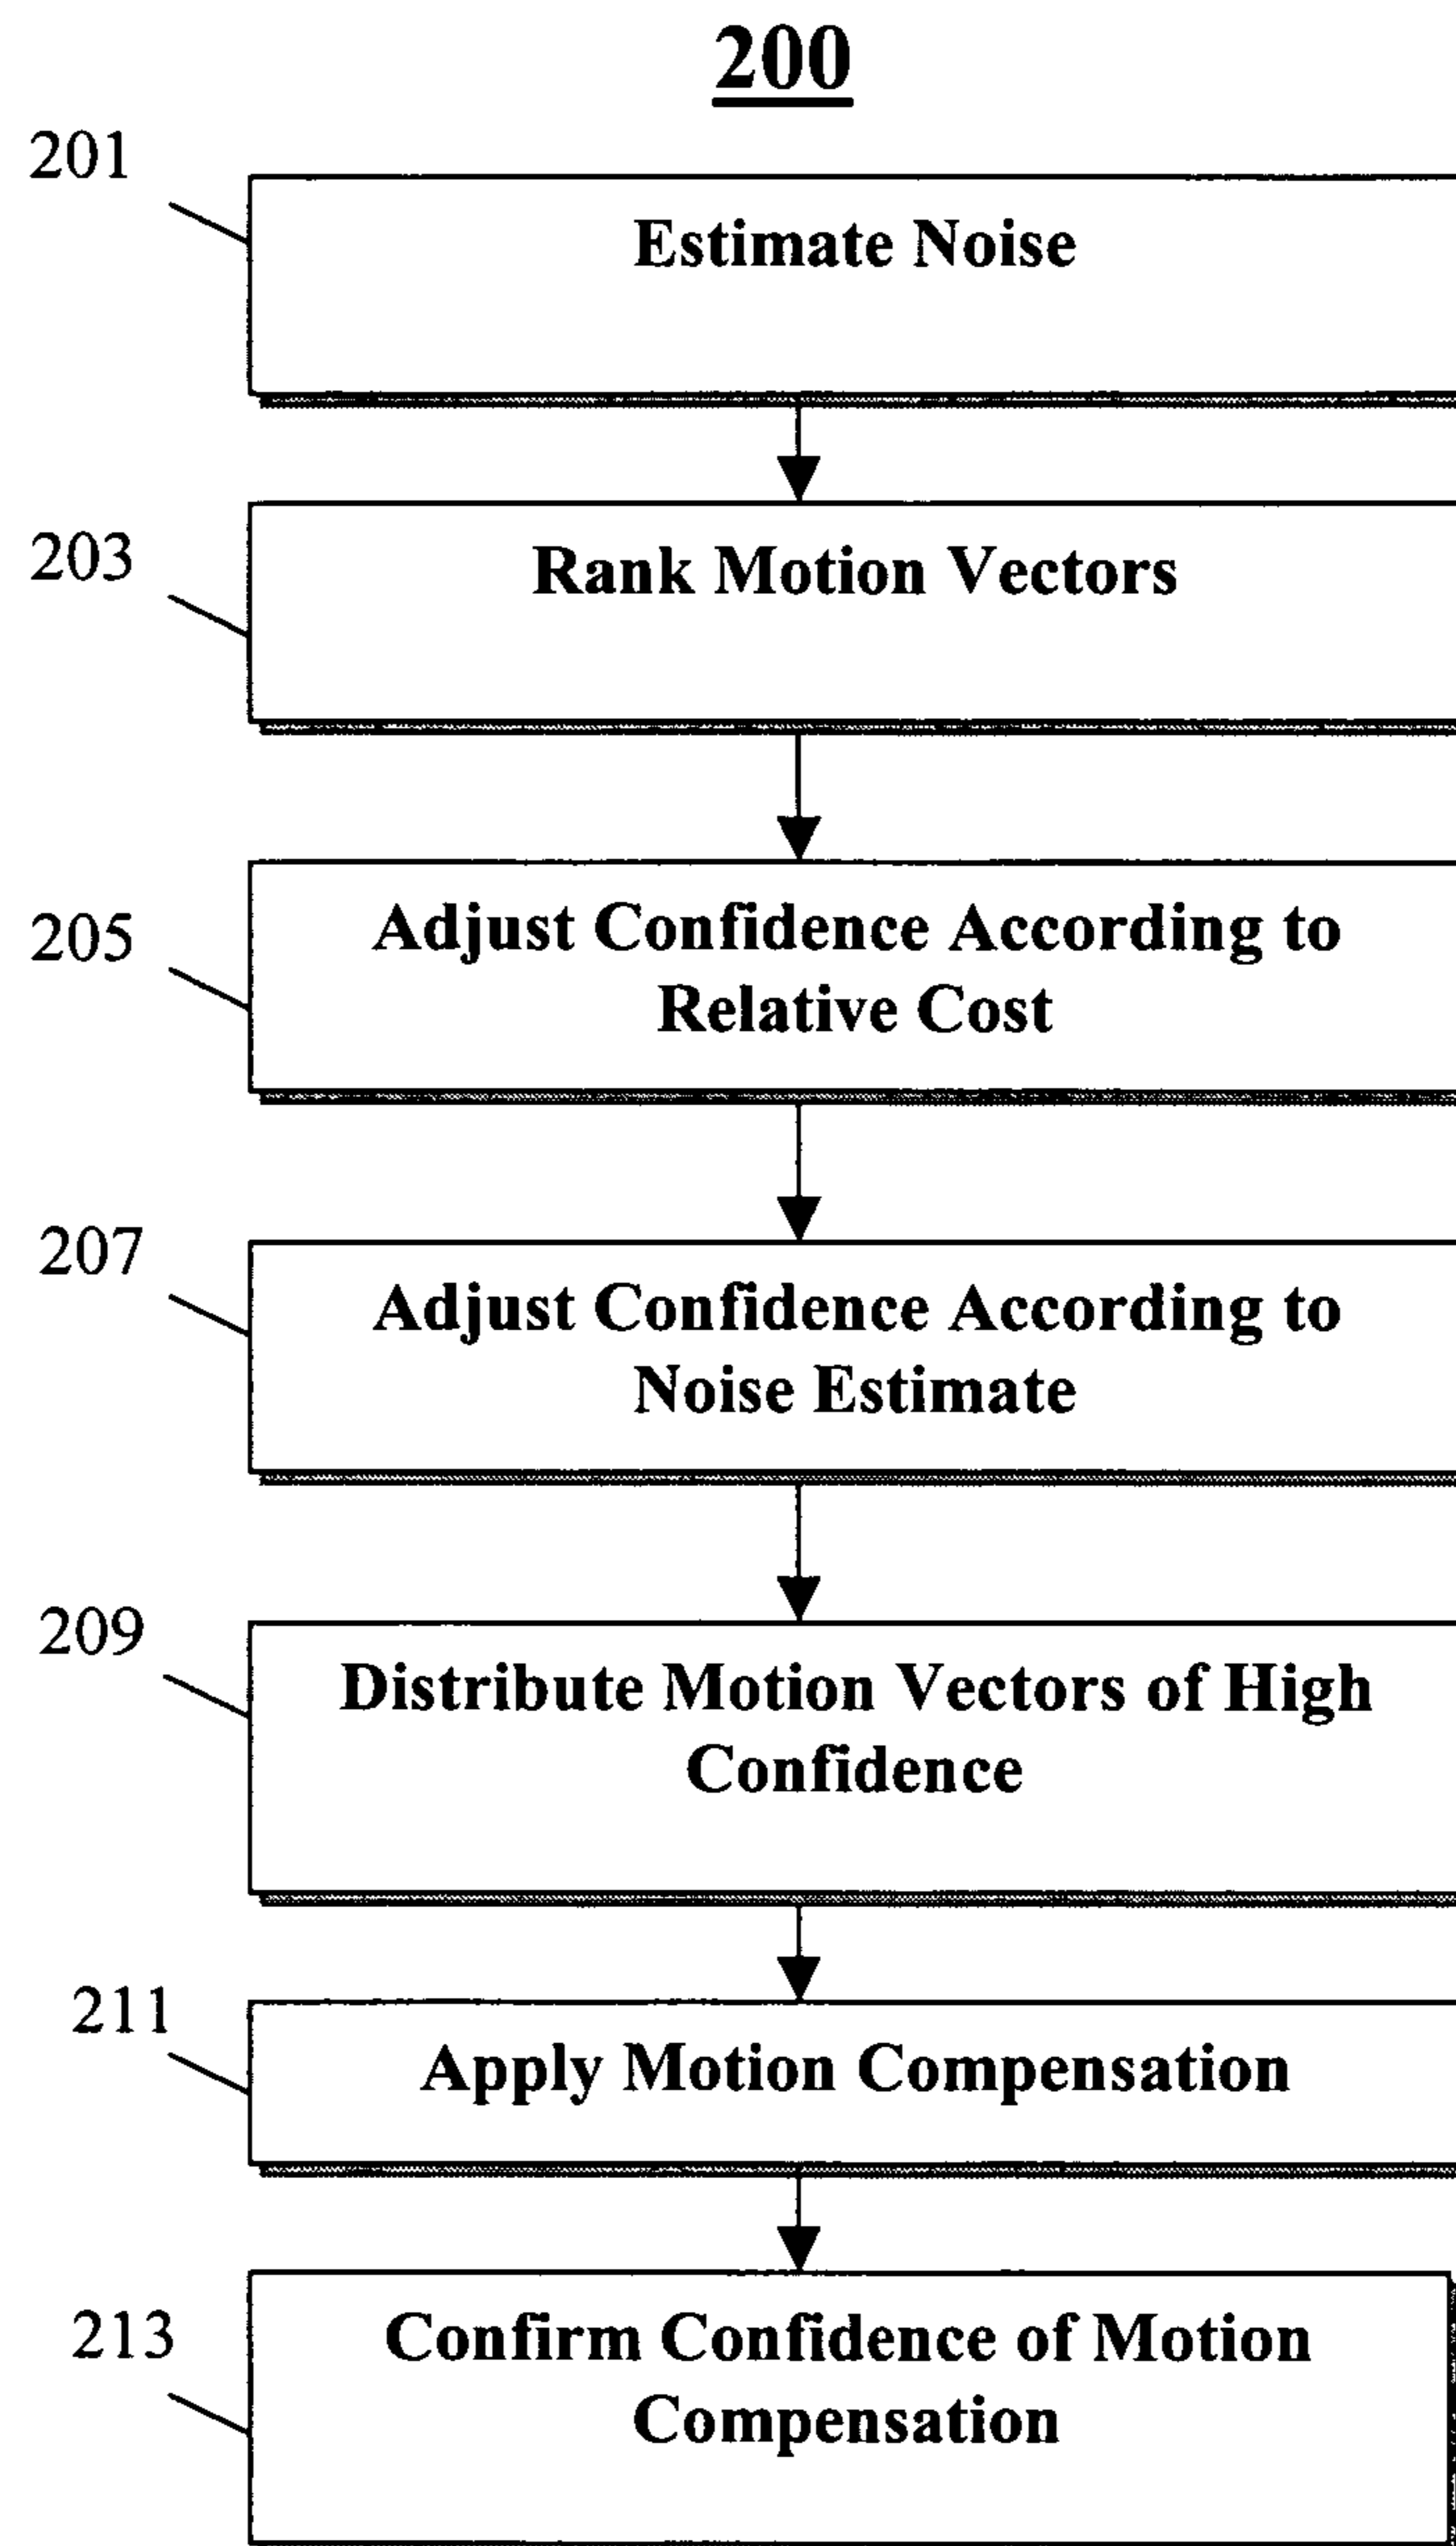 200
201
Estimate Noise
203
Rank Motion Vectors
205
Adjust Confidence According to
Relative Cost
207
Adjust Confidence According to
Noise Estimate
209
Distribute Motion Vectors of High
Confidence
211
Apply Motion Compensation
213
Confirm Confidence of Motion
Compensation